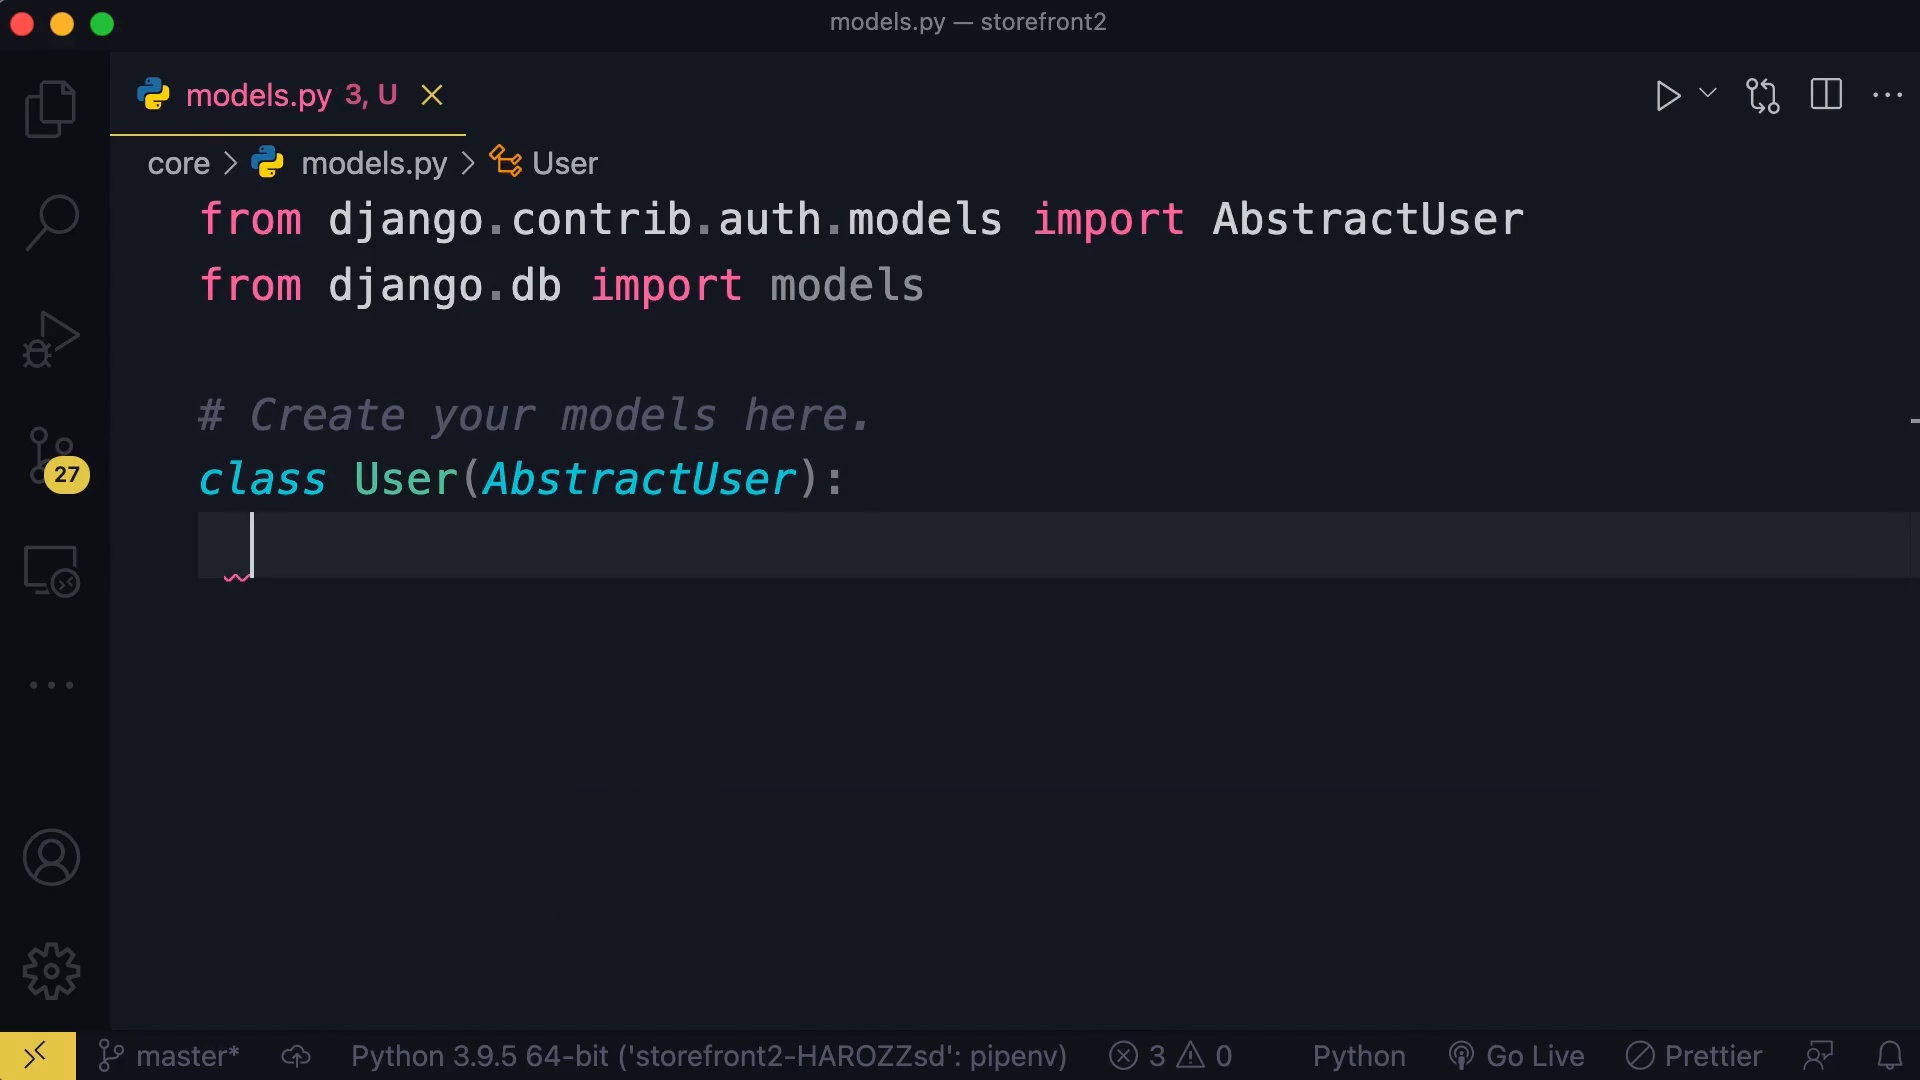 models.py — storefront2
models.py 3, U
core > models.py > User
from django.contrib.auth.models import AbstractUser
from django.db import models
# Create your models here.
class User(AbstractUser):
27
master* Python 3.9.5 64-bit ('storefront2-HAROZZsd': pipenv) 3 0 Python Go Live Prettier